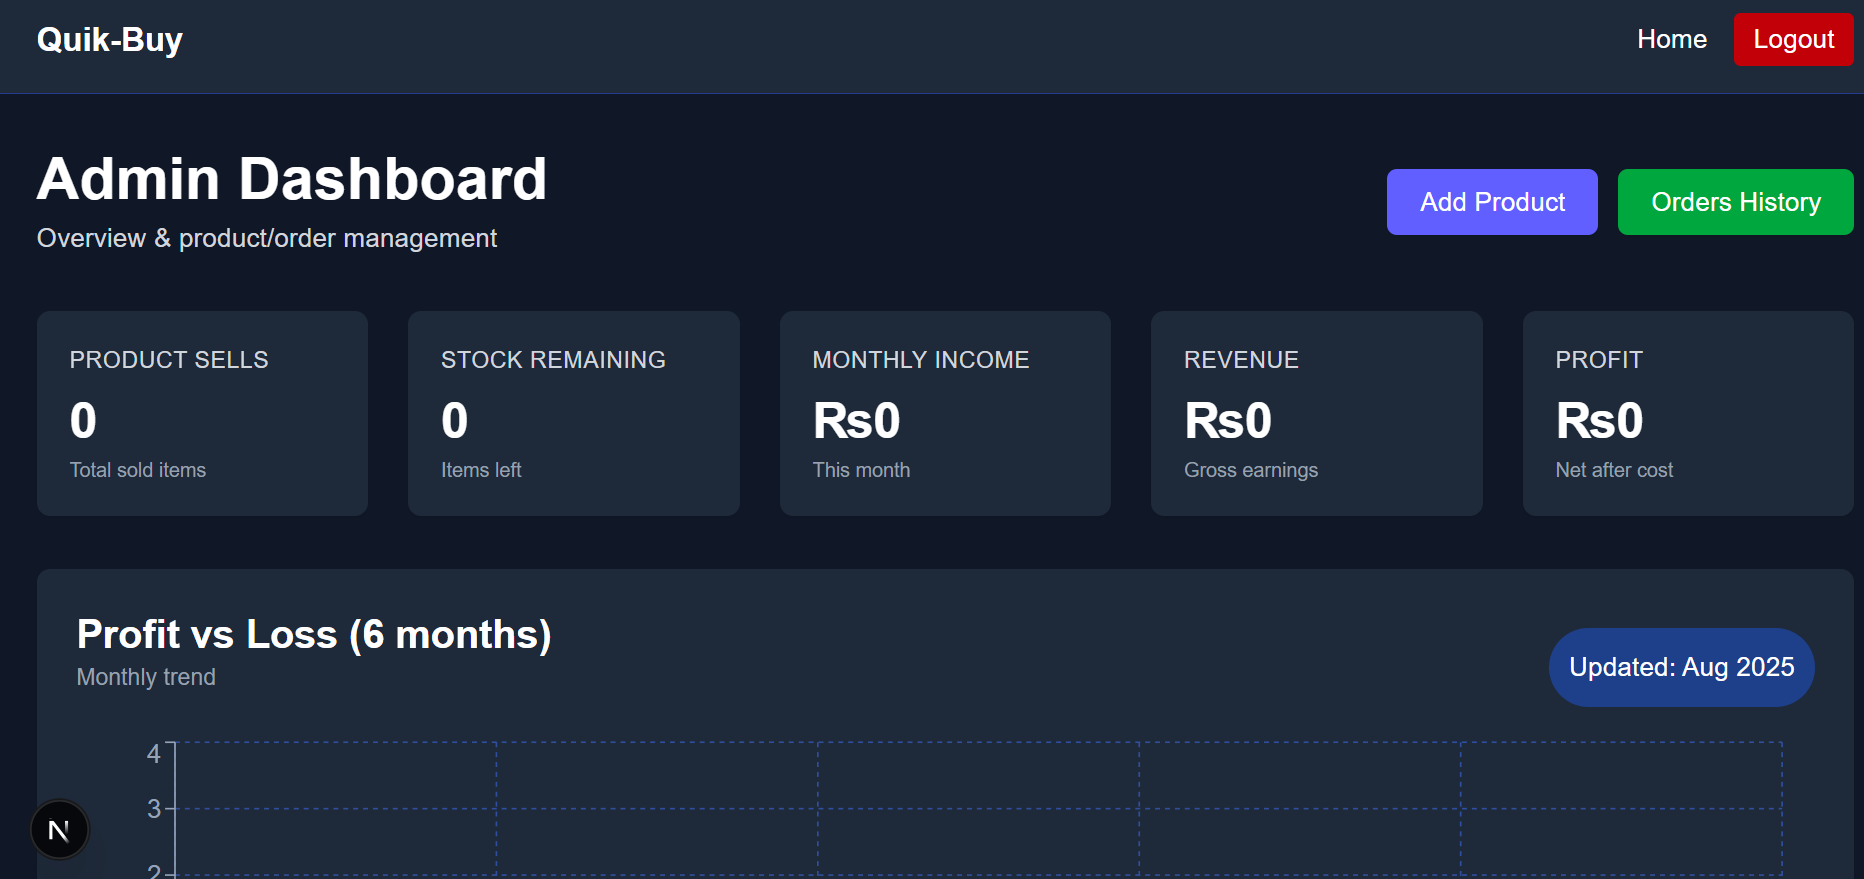 Quik-Buy
Home
Logout
Admin Dashboard
Overview & product/order management
Add Product
Orders History
PRODUCT SELLS
0
Total sold items
STOCK REMAINING
0
Items left
MONTHLY INCOME
₨0
This month
REVENUE
₨0
Gross earnings
PROFIT
₨0
Net after cost
Profit vs Loss (6 months)
Monthly trend
Updated: Aug 2025
4
3
2
N